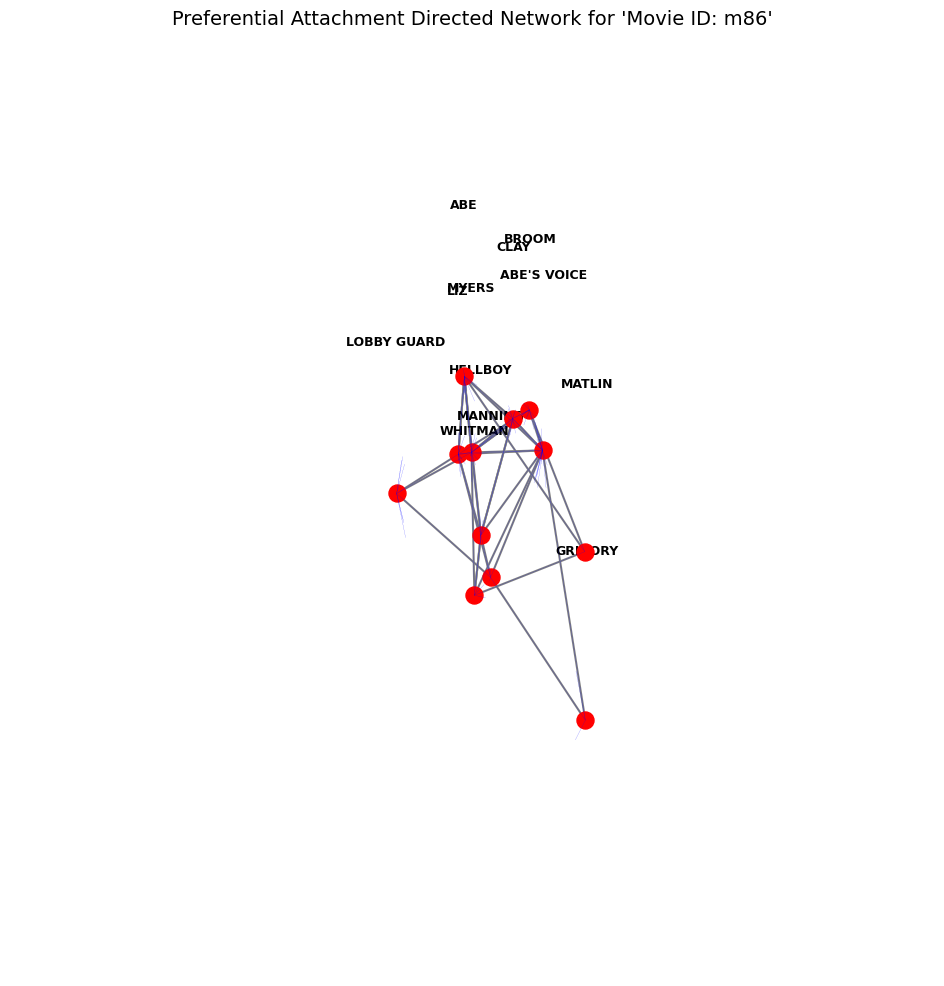 Preferential Attachment Directed Network for 'Movie ID: m86'
ABE
BROOM
CLAY
ABE'S VOICE
MYERS
LIZ
LOBBY GUARD
HELLBOY
MATLIN
MANNING
WHITMAN